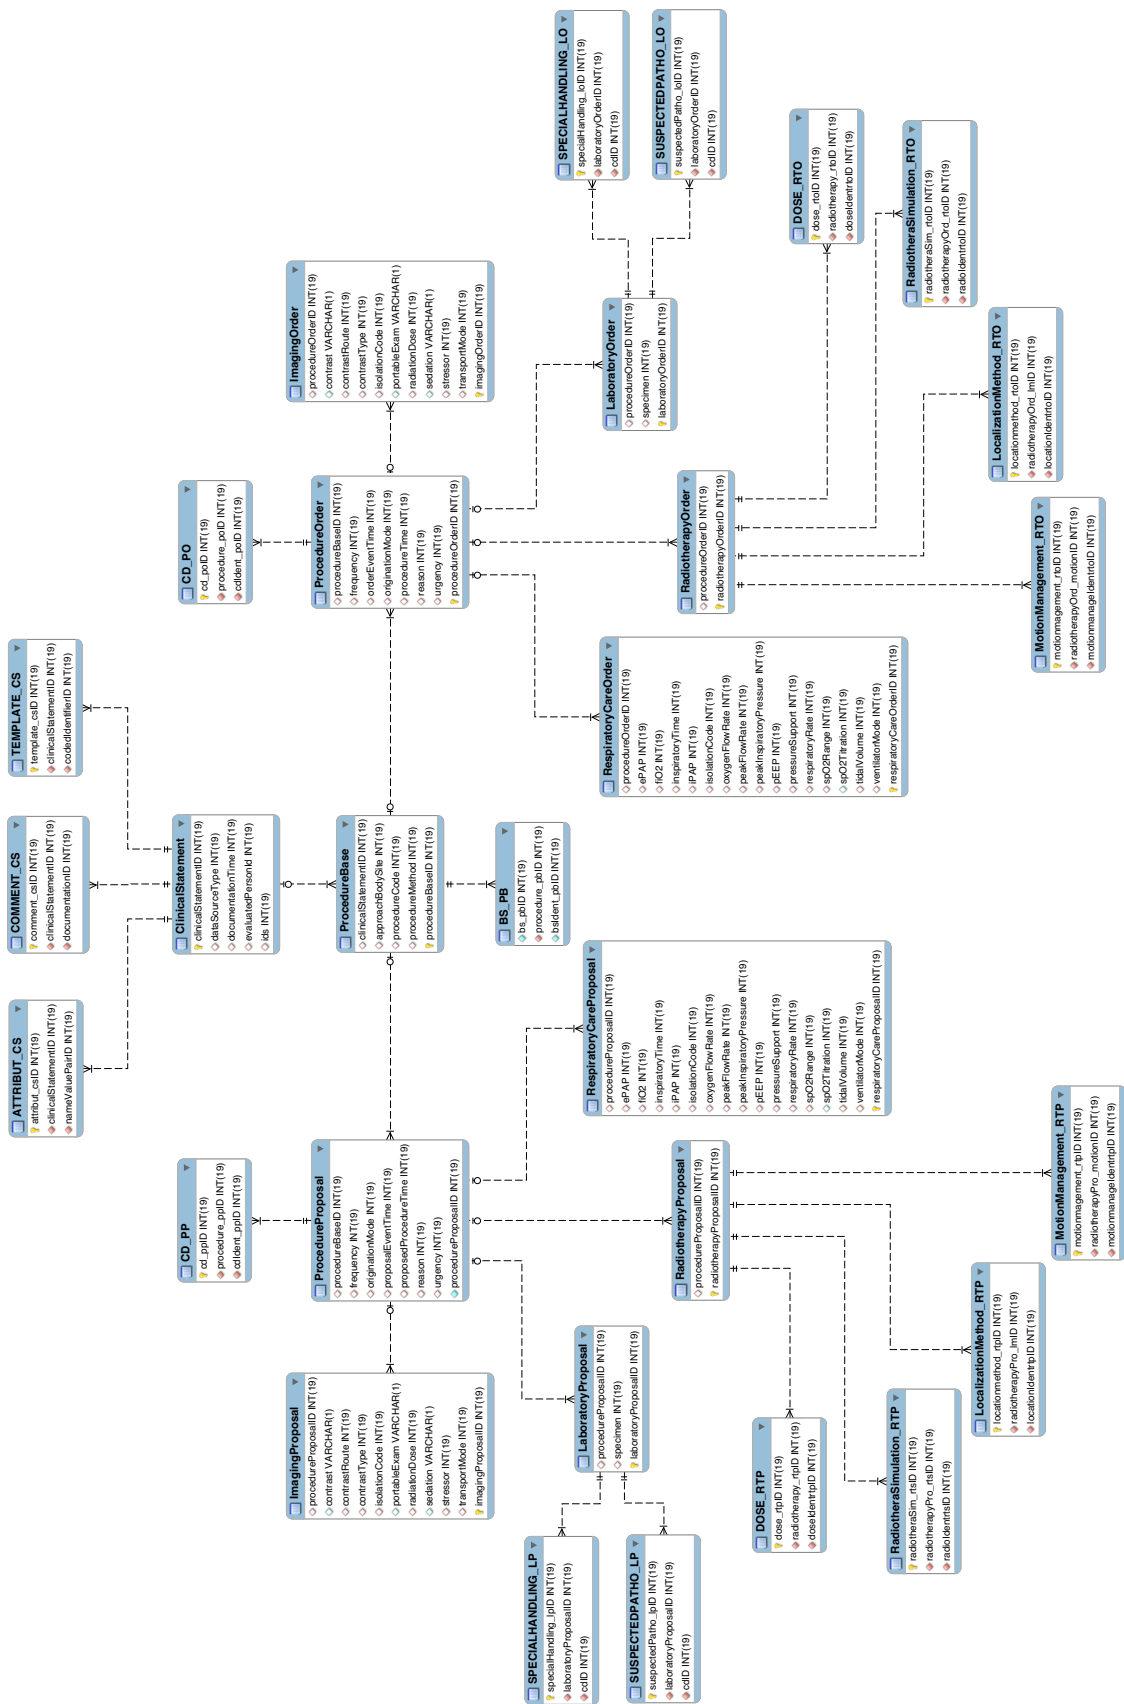 SPECIALHANDLING_LP
specialHandling_lpID INT(19)
laboratoryProposalID INT(19)
cdID INT(19)
SUSPECTEDPATHO_LP
suspectedPatho_lpID INT(19)
laboratoryProposalID INT(19)
cdID INT(19)
ImagingProposal
procedureProposalID INT(19)
contrast VARCHAR(1)
contrastRoute INT(19)
contrastType INT(19)
isolationCode INT(19)
portableExam VARCHAR(1)
radiationDose INT(19)
sedation VARCHAR(1)
stressor INT(19)
transportMode INT(19)
imagingProposalID INT(19)
LaboratoryProposal
procedureProposalID INT(19)
specimen INT(19)
laboratoryProposalID INT(19)
DOSE_RTP
dose_rtpID INT(19)
radiotherapy_rtpID INT(19)
doseIdentrtpID INT(19)
RadiotheraSimulation_RTP
radiotheraSim_rtsID INT(19)
radiotherapyPro_rtsID INT(19)
radioIdentrtsID INT(19)
LocalizationMethod_RTP
locationmethod_rtpID INT(19)
radiotherapyPro_lmID INT(19)
locationIdentrtpID INT(19)
MotionManagement_RTP
motionmagement_rtpID INT(19)
radiotherapyPro_motionID INT(19)
motionmanageIdentrtpID INT(19)
CD_PP
cd_ppID INT(19)
procedure_ppID INT(19)
cdIdent_ppID INT(19)
ProcedureProposal
procedureBaseID INT(19)
frequency INT(19)
originationMode INT(19)
proposalEventTime INT(19)
proposedProcedureTime INT(19)
reason INT(19)
urgency INT(19)
procedureProposalID INT(19)
RadiotherapyProposal
procedureProposalID INT(19)
radiotherapyProposalID INT(19)
RespiratoryCareProposal
procedureProposalID INT(19)
ePAP INT(19)
fiO2 INT(19)
inspiratoryTime INT(19)
iPAP INT(19)
isolationCode INT(19)
oxygenFlowRate INT(19)
peakFlowRate INT(19)
peakInspiratoryPressure INT(19)
pEEP INT(19)
pressureSupport INT(19)
respiratoryRate INT(19)
spO2Range INT(19)
spO2Titration INT(19)
tidalVolume INT(19)
ventilatorMode INT(19)
respiratoryCareProposalID INT(19)
ATTRIBUT_CS
attribut_csID INT(19)
clinicalStatementID INT(19)
nameValuePairID INT(19)
COMMENT_CS
comment_csID INT(19)
clinicalStatementID INT(19)
documentationID INT(19)
TEMPLATE_CS
template_csID INT(19)
clinicalStatementID INT(19)
codedIdentifierID INT(19)
ClinicalStatement
clinicalStatementID INT(19)
dataSourceType INT(19)
documentationTime INT(19)
evaluatedPersonId INT(19)
ids INT(19)
ProcedureBase
clinicalStatementID INT(19)
approachBodySite INT(19)
procedureCode INT(19)
procedureMethod INT(19)
procedureBaseID INT(19)
BS_PB
bs_pbID INT(19)
procedure_pbID INT(19)
bsIdent_pbID INT(19)
CD_PO
cd_poID INT(19)
procedure_poID INT(19)
cdIdent_poID INT(19)
ProcedureOrder
procedureBaseID INT(19)
frequency INT(19)
orderEventTime INT(19)
originationMode INT(19)
procedureTime INT(19)
reason INT(19)
urgency INT(19)
procedureOrderID INT(19)
RespiratoryCareOrder
procedureOrderID INT(19)
ePAP INT(19)
fiO2 INT(19)
inspiratoryTime INT(19)
iPAP INT(19)
isolationCode INT(19)
oxygenFlowRate INT(19)
peakFlowRate INT(19)
peakInspiratoryPressure INT(19)
pEEP INT(19)
pressureSupport INT(19)
respiratoryRate INT(19)
spO2Range INT(19)
spO2Titration INT(19)
tidalVolume INT(19)
ventilatorMode INT(19)
respiratoryCareOrderID INT(19)
RadiotherapyOrder
procedureOrderID INT(19)
radiotherapyOrderID INT(19)
MotionManagement_RTO
motionmagement_rtoID INT(19)
radiotherapyOrd_motionID INT(19)
motionmanageIdentrtoID INT(19)
LocalizationMethod_RTO
locationmethod_rtoID INT(19)
radiotherapyOrd_lmID INT(19)
locationIdentrtoID INT(19)
RadiotheraSimulation_RTO
radiotheraSim_rtoID INT(19)
radiotherapyOrd_rtoID INT(19)
radioIdentrtoID INT(19)
DOSE_RTO
dose_rtoID INT(19)
radiotherapy_rtoID INT(19)
doseIdentrtoID INT(19)
ImagingOrder
procedureOrderID INT(19)
contrast VARCHAR(1)
contrastRoute INT(19)
contrastType INT(19)
isolationCode INT(19)
portableExam VARCHAR(1)
radiationDose INT(19)
sedation VARCHAR(1)
stressor INT(19)
transportMode INT(19)
imagingOrderID INT(19)
LaboratoryOrder
procedureOrderID INT(19)
specimen INT(19)
laboratoryOrderID INT(19)
SPECIALHANDLING_LO
specialHandling_loID INT(19)
laboratoryOrderID INT(19)
cdID INT(19)
SUSPECTEDPATHO_LO
suspectedPatho_loID INT(19)
laboratoryOrderID INT(19)
cdID INT(19)